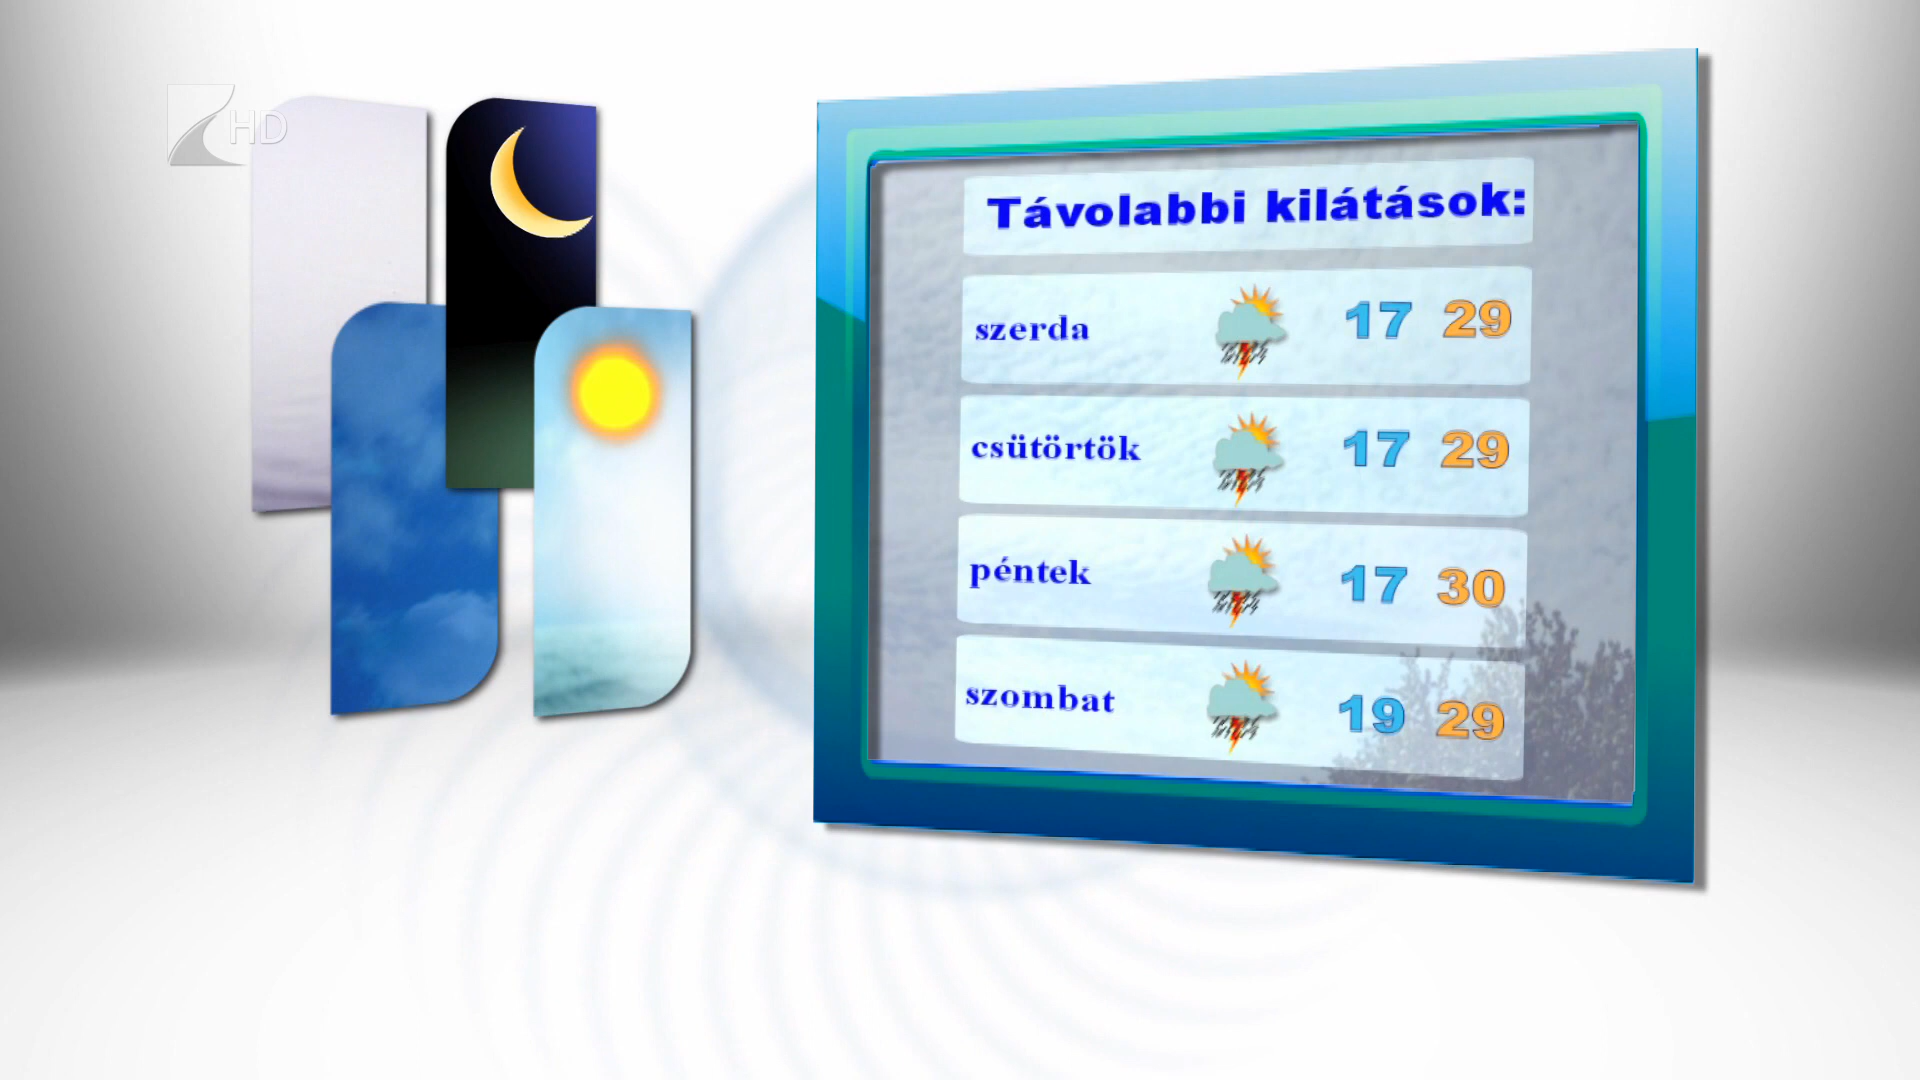 HD
Távolabbi kilátások:
szerda 17 29
csütörtök 17 29
péntek 17 30
szombat 19 29